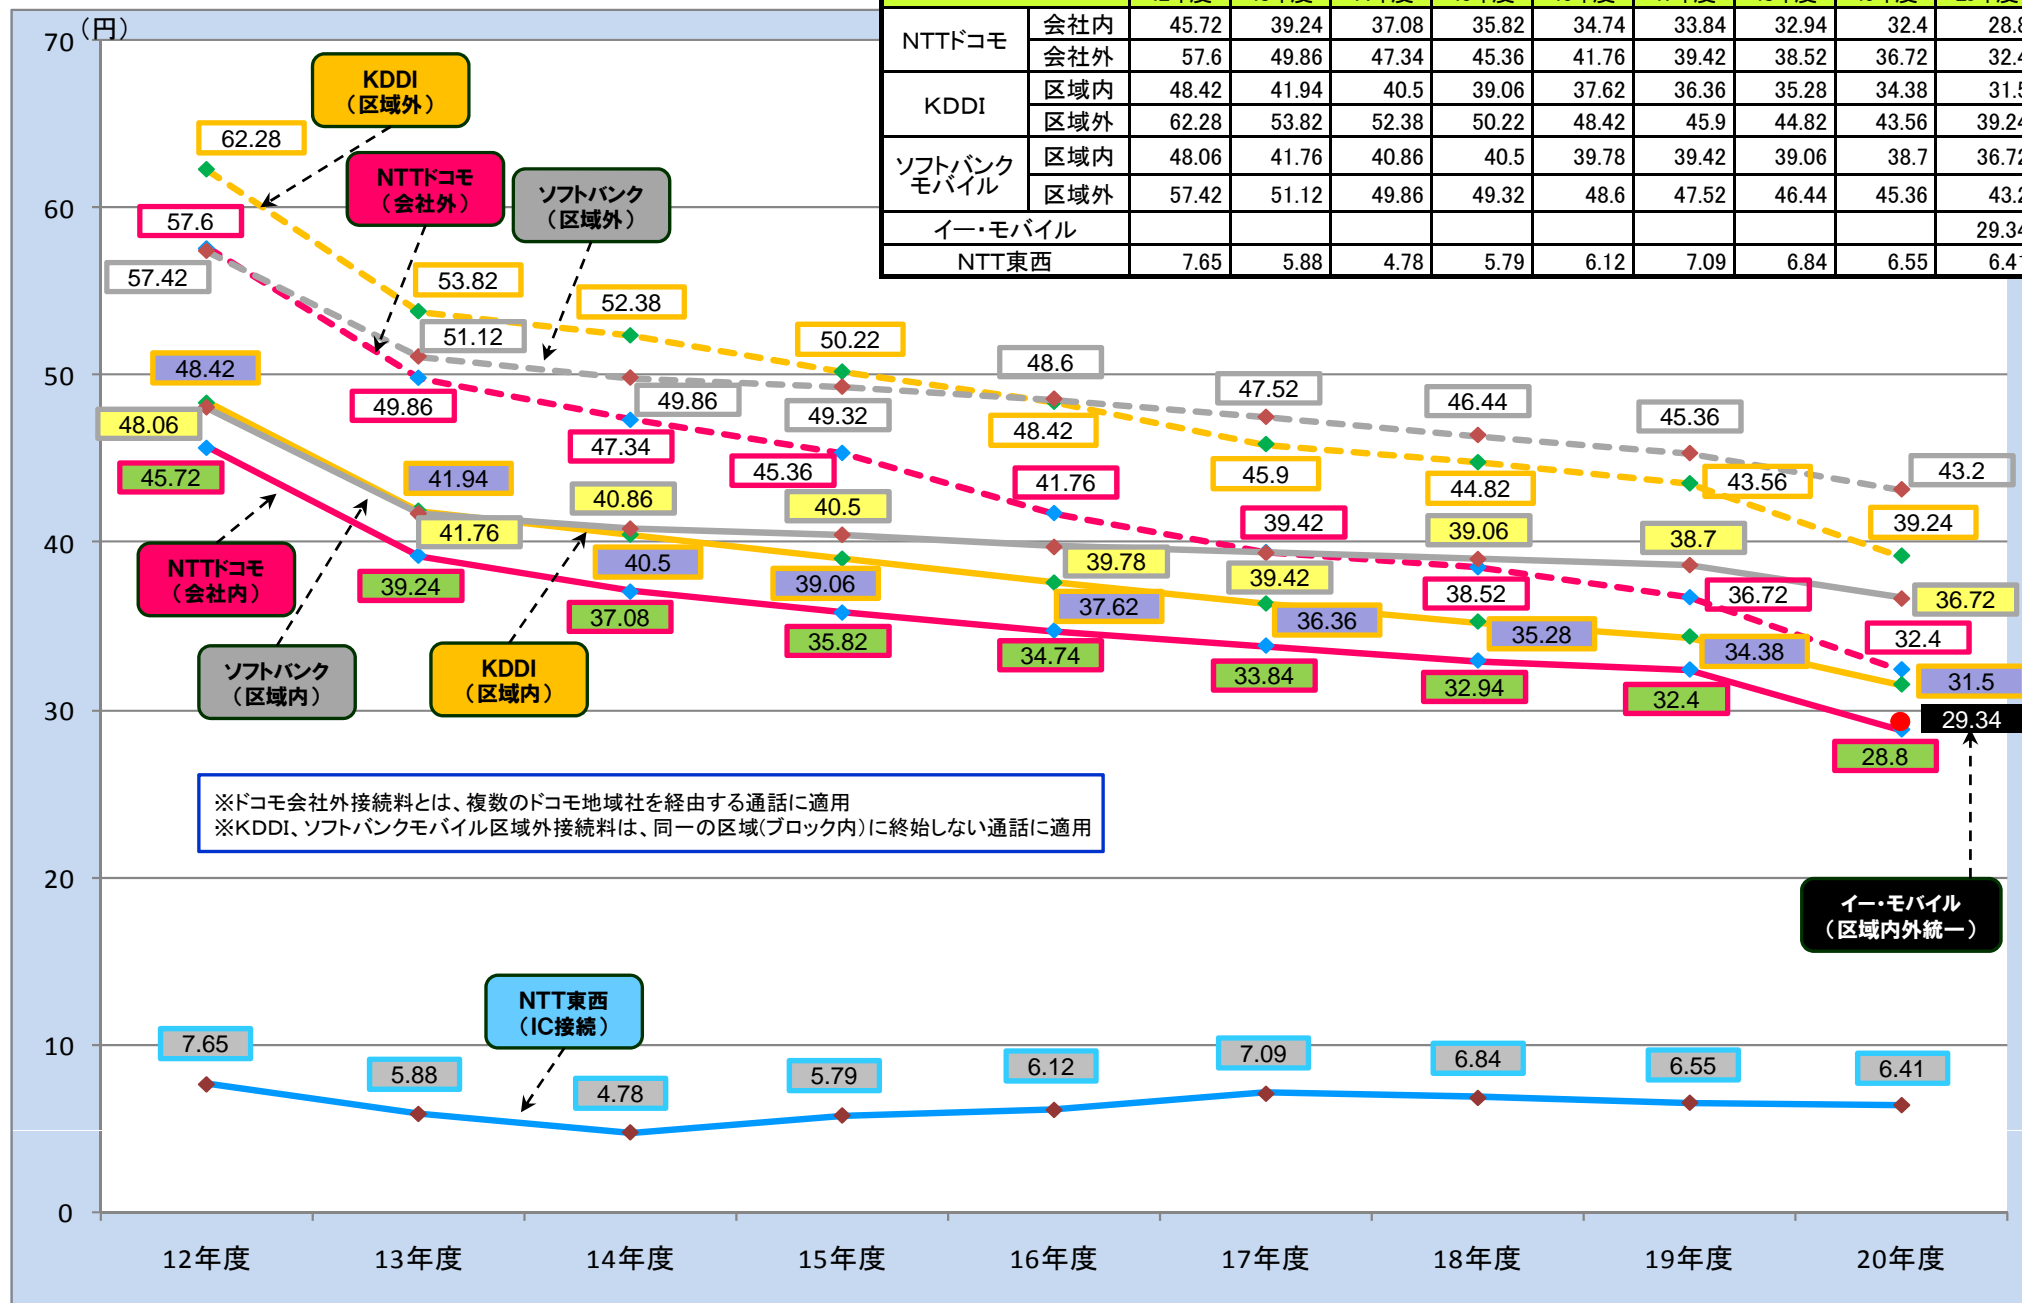 （円）
NTTドコモ 会社内 45.72 39.24 37.08 35.82 34.74 33.84 32.94 32.4 28.8
会社外 57.6 49.86 47.34 45.36 41.76 39.42 38.52 36.72 32.4
KDDI 区域内 48.42 41.94 40.5 39.06 37.62 36.36 35.28 34.38 31.5
区域外 62.28 53.82 52.38 50.22 48.42 45.9 44.82 43.56 39.24
ソフトバンク
モバイル 区域内 48.06 41.76 40.86 40.5 39.78 39.42 39.06 38.7 36.72
区域外 57.42 51.12 49.86 49.32 48.6 47.52 46.44 45.36 43.2
イー・モバイル 29.34
NTT東西 7.65 5.88 4.78 5.79 6.12 7.09 6.84 6.55 6.41
70
60
50
40
30
20
10
0
KDDI
（区域外）
NTTドコモ
（会社外）
ソフトバンク
（区域外）
62.28
53.82
52.38
50.22
48.42
45.9
44.82
43.56
39.24
57.6
49.86
47.34
45.36
41.76
39.42
38.52
36.72
32.4
57.42
51.12
49.86
49.32
48.6
47.52
46.44
45.36
43.2
48.42
41.94
40.5
39.06
37.62
36.36
35.28
34.38
31.5
48.06
41.76
40.86
40.5
39.78
39.42
39.06
38.7
36.72
45.72
39.24
37.08
35.82
34.74
33.84
32.94
32.4
28.8
29.34
NTTドコモ
（会社内）
ソフトバンク
（区域内）
KDDI
（区域内）
※ドコモ会社外接続料とは、複数のドコモ地域社を経由する通話に適用
※KDDI、ソフトバンクモバイル区域外接続料は、同一の区域(ブロック内)に終始しない通話に適用
イー・モバイル
（区域内外統一）
NTT東西
（IC接続）
7.65
5.88
4.78
5.79
6.12
7.09
6.84
6.55
6.41
12年度 13年度 14年度 15年度 16年度 17年度 18年度 19年度 20年度